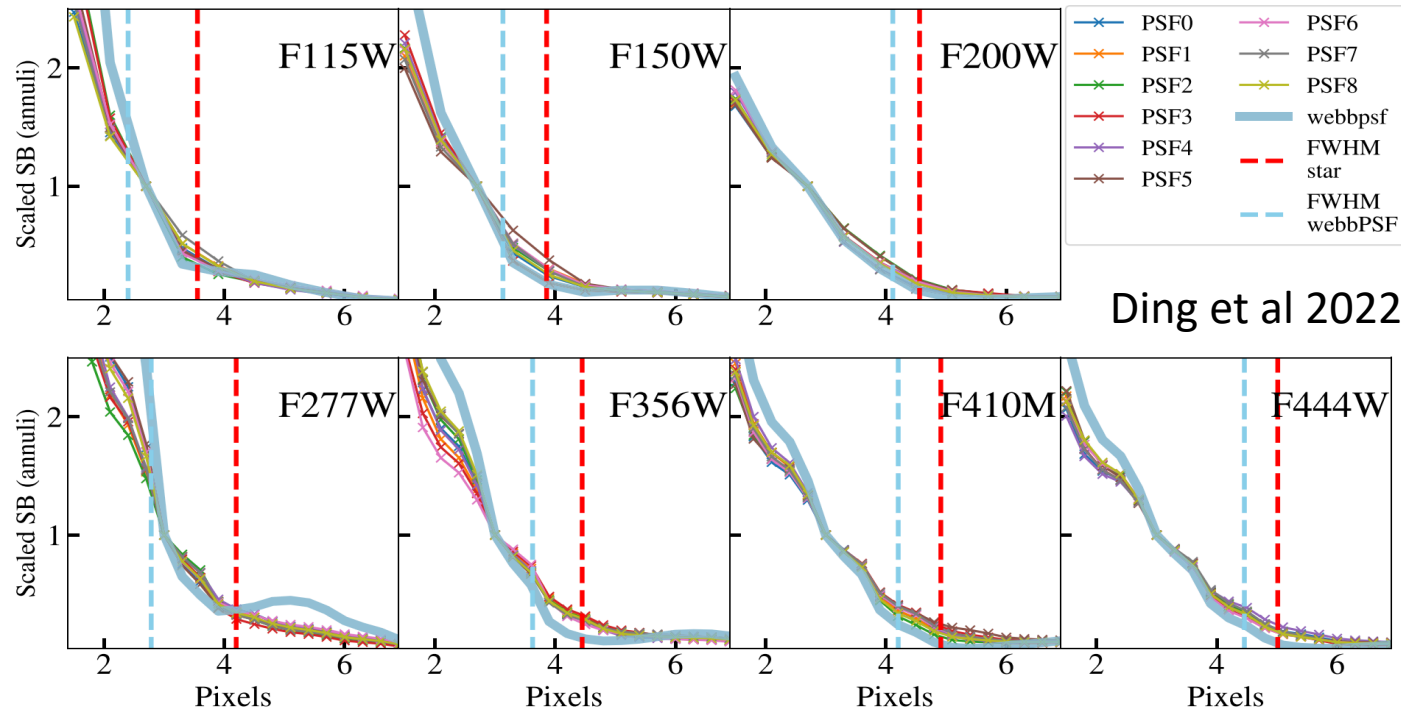 Scaled SB (annuli)
2
1
F115W
F150W
F200W
2
4
6
2
4
6
2
4
6
PSF0
PSF1
PSF2
PSF3
PSF4
PSF5
PSF6
PSF7
PSF8
webbpsf
FWHM
star
FWHM
webbPSF
Ding et al 2022
Scaled SB (annuli)
2
1
F277W
F356W
F410M
F444W
2
4
6
2
4
6
2
4
6
2
4
6
Pixels
Pixels
Pixels
Pixels